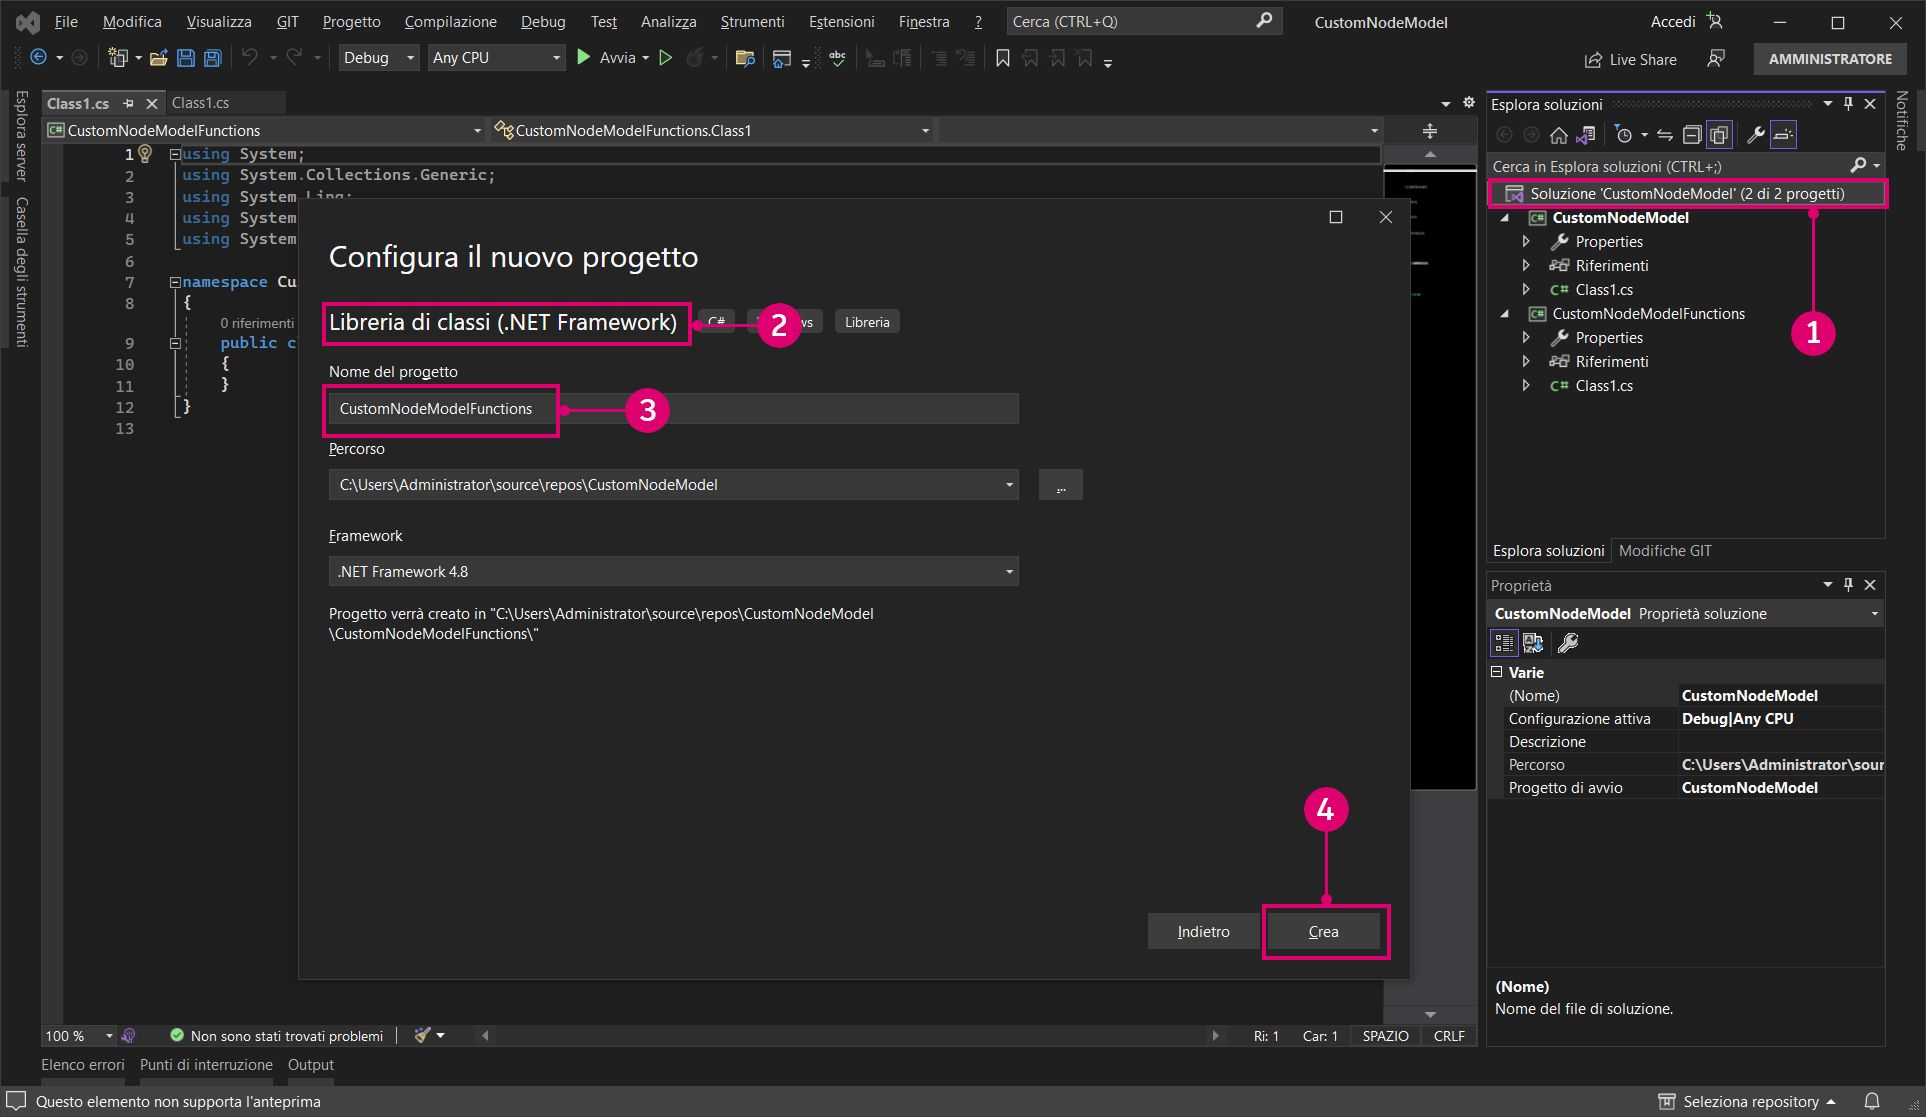 File Modifica Visualizza GIT Progetto Compilazione Debug Test Analizza Strumenti Estensioni Finestra ? Cerca (CTRL+Q) CustomNodeModel Accedi
Debug Any CPU Avvia abc Live Share AMMINISTRATORE
Esplora server
Casella degli strumenti
Class1.cs Class1.cs
CustomNodeModelFunctions CustomNodeModelFunctions.Class1
1 using System;
2 using System.Collections.Generic;
3 using System.Linq;
4 using System
5 using System
6
7 namespace Cu
8 {
0 riferimenti
9 public c
10 {
11 }
12 }
13
Configura il nuovo progetto
Libreria di classi (.NET Framework) C# 2 ws Libreria
Nome del progetto
CustomNodeModelFunctions 3
Percorso
C:\Users\Administrator\source\repos\CustomNodeModel ...
Framework
.NET Framework 4.8
Progetto verrà creato in "C:\Users\Administrator\source\repos\CustomNodeModel
\CustomNodeModelFunctions\"
4
Indietro Crea
Esplora soluzioni
Cerca in Esplora soluzioni (CTRL+;)
Soluzione 'CustomNodeModel' (2 di 2 progetti)
C# CustomNodeModel
Properties
Riferimenti
C# Class1.cs
C# CustomNodeModelFunctions
1
Properties
Riferimenti
C# Class1.cs
Esplora soluzioni Modifiche GIT
Proprietà
CustomNodeModel Proprietà soluzione
Varie
(Nome) CustomNodeModel
Configurazione attiva Debug|Any CPU
Descrizione
Percorso C:\Users\Administrator\sour
Progetto di avvio CustomNodeModel
(Nome)
Nome del file di soluzione.
Notifiche
100 % Non sono stati trovati problemi Ri: 1 Car: 1 SPAZIO CRLF
Elenco errori Punti di interruzione Output
Questo elemento non supporta l'anteprima Seleziona repository